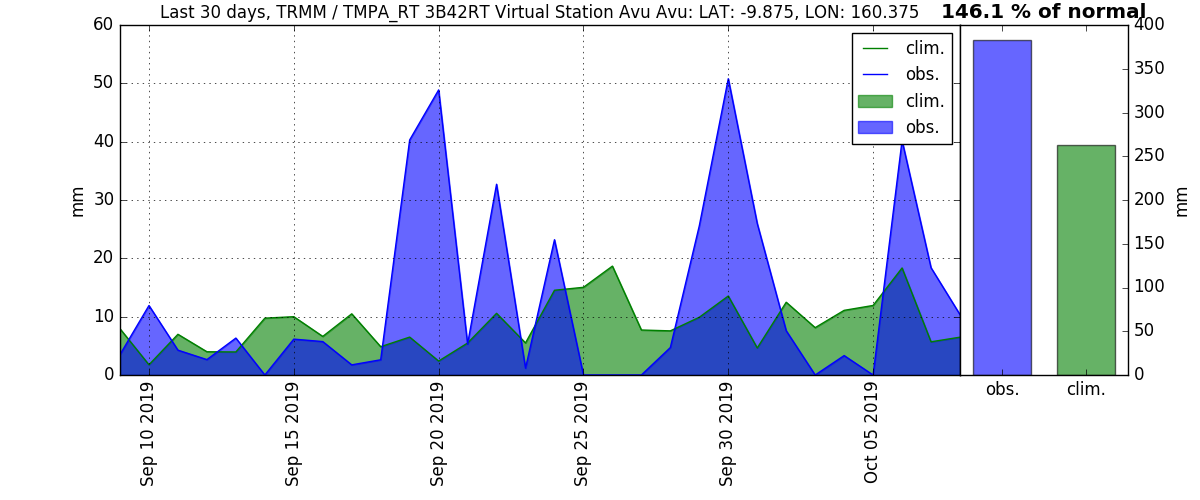 Last 30 days, TRMM / TMPA_RT 3B42RT Virtual Station Avu Avu: LAT: -9.875, LON: 160.375
146.1 % of normal
60
50
40
30
20
10
0
mm
clim.
obs.
clim.
obs.
Sep 10 2019
Sep 15 2019
Sep 20 2019
Sep 25 2019
Sep 30 2019
Oct 05 2019
400
350
300
250
200
150
100
50
0
mm
obs.
clim.